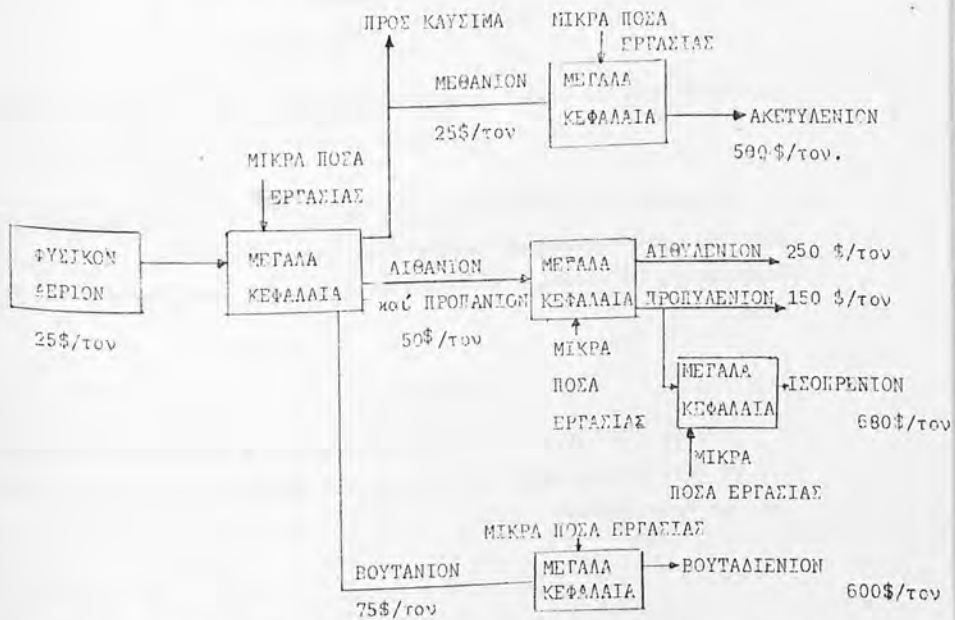 ΠΡΟΣ ΚΑΥΣΙΜΑ
ΜΙΚΡΑ ΠΟΣΑ
ΕΡΓΑΣΙΑΣ
ΜΕΘΑΝΙΟΝ
25$/τον
ΜΕΓΑΛΑ
ΚΕΦΑΛΑΙΑ
ΑΚΕΤΥΛΕΝΙΟΝ
500$/τον.
ΜΙΚΡΑ ΠΟΣΑ
ΕΡΓΑΣΙΑΣ
ΦΥΣΙΚΟΝ
ΑΕΡΙΟΝ
25$/τον
ΜΕΓΑΛΑ
ΚΕΦΑΛΑΙΑ
ΑΙΘΑΝΙΟΝ
καί ΠΡΟΠΑΝΙΟΝ
50$/τον
ΜΕΓΑΛΑ
ΚΕΦΑΛΑΙΑ
ΑΙΘΥΛΕΝΙΟΝ 250 $/τον
ΠΡΟΠΥΛΕΝΙΟΝ 150 $/τον
ΜΙΚΡΑ
ΠΟΣΑ
ΕΡΓΑΣΙΑΣ
ΜΕΓΑΛΑ
ΚΕΦΑΛΑΙΑ
ΙΣΟΠΡΕΝΙΟΝ
680$/τον
ΜΙΚΡΑ
ΠΟΣΑ ΕΡΓΑΣΙΑΣ
ΜΙΚΡΑ ΠΟΣΑ ΕΡΓΑΣΙΑΣ
ΒΟΥΤΑΝΙΟΝ
75$/τον
ΜΕΓΑΛΑ
ΚΕΦΑΛΑΙΑ
ΒΟΥΤΑΔΙΕΝΙΟΝ
600$/τον